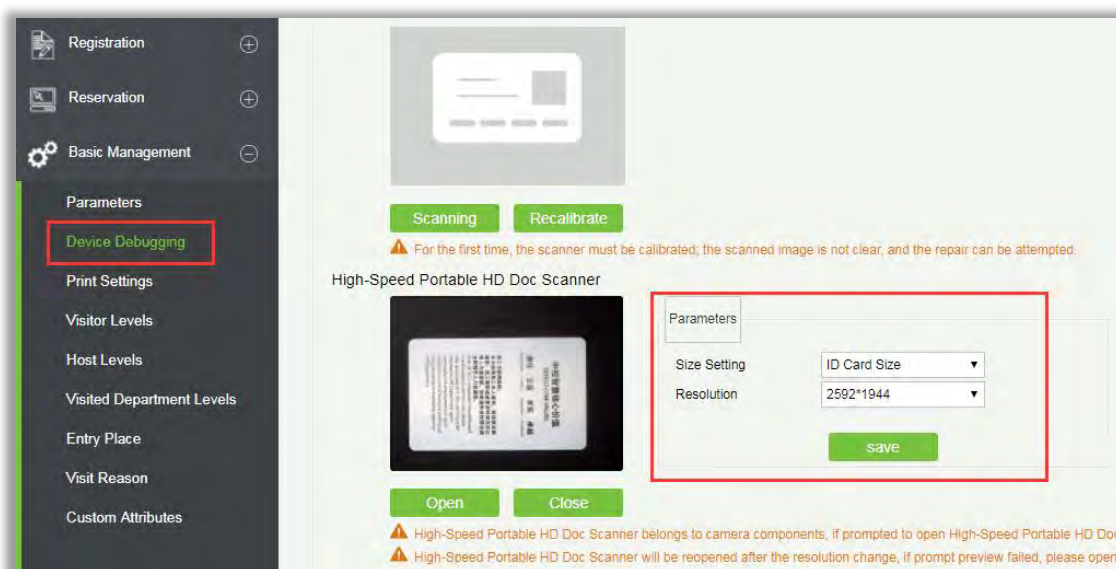 Registration
Reservation
Basic Management
Parameters
Device Debugging
Print Settings
Visitor Levels
Host Levels
Visited Department Levels
Entry Place
Visit Reason
Custom Attributes
Scanning Recalibrate
For the first time, the scanner must be calibrated; the scanned image is not clear, and the repair can be attempted.
High-Speed Portable HD Doc Scanner
Parameters
Size Setting ID Card Size
Resolution 2592*1944
save
Open Close
High-Speed Portable HD Doc Scanner belongs to camera components, if prompted to open High-Speed Portable HD Doc
High-Speed Portable HD Doc Scanner will be reopened after the resolution change, if prompt preview failed, please open